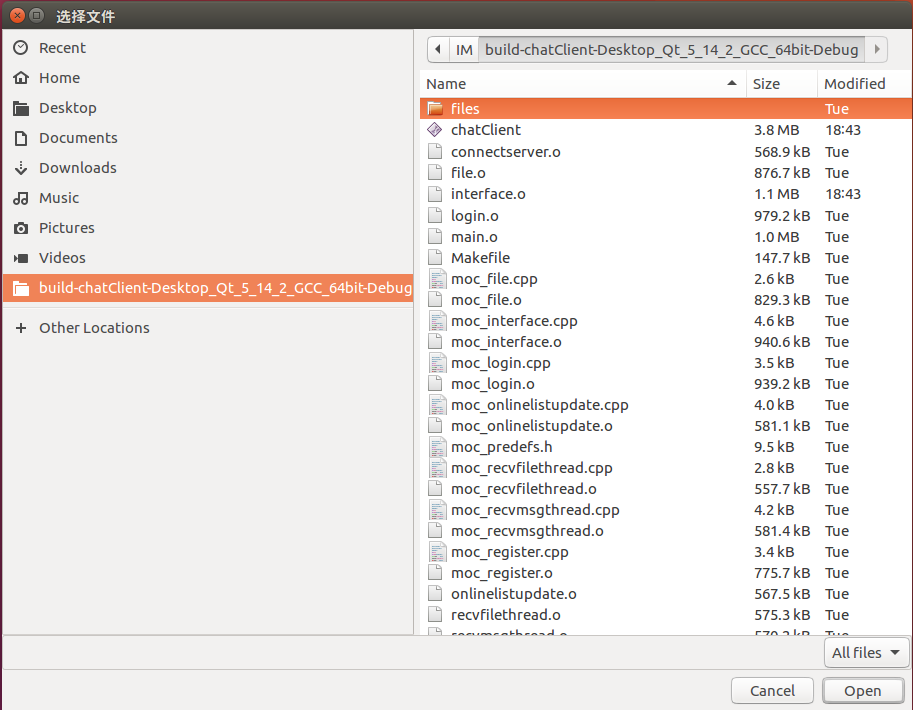 选择文件
Recent
Home
Desktop
Documents
Downloads
Music
Pictures
Videos
build-chatClient-Desktop_Qt_5_14_2_GCC_64bit-Debug
Other Locations
IM build-chatClient-Desktop_Qt_5_14_2_GCC_64bit-Debug
Name Size Modified
files Tue
chatClient 3.8 MB 18:43
connectserver.o 568.9 kB Tue
file.o 876.7 kB Tue
interface.o 1.1 MB 18:43
login.o 979.2 kB Tue
main.o 1.0 MB Tue
Makefile 147.7 kB Tue
moc_file.cpp 2.6 kB Tue
moc_file.o 829.3 kB Tue
moc_interface.cpp 4.6 kB Tue
moc_interface.o 940.6 kB Tue
moc_login.cpp 3.5 kB Tue
moc_login.o 939.2 kB Tue
moc_onlinelistupdate.cpp 4.0 kB Tue
moc_onlinelistupdate.o 581.1 kB Tue
moc_predefs.h 9.5 kB Tue
moc_recvfilethread.cpp 2.8 kB Tue
moc_recvfilethread.o 557.7 kB Tue
moc_recvmsgthread.cpp 4.2 kB Tue
moc_recvmsgthread.o 581.4 kB Tue
moc_register.cpp 3.4 kB Tue
moc_register.o 775.7 kB Tue
onlinelistupdate.o 567.5 kB Tue
recvfilethread.o 575.3 kB Tue
recvmsgthread.o kB Tue
All files
Cancel Open